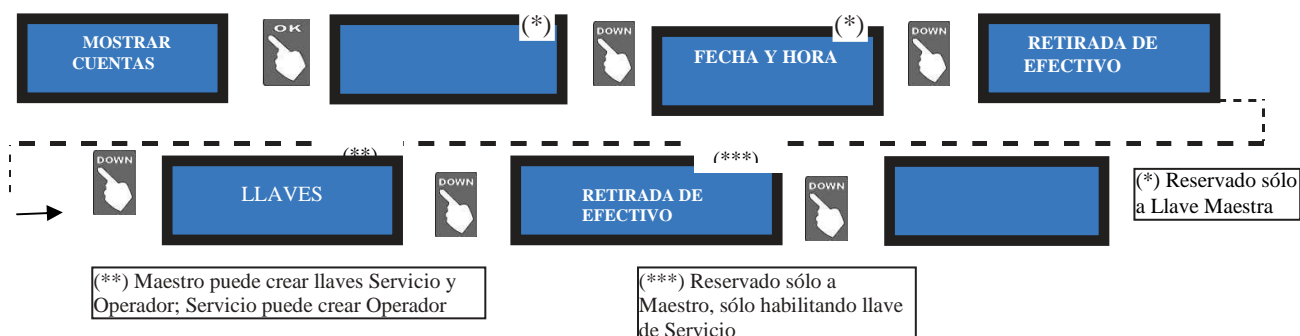 MOSTRAR
CUENTAS
OK
(*)
DOWN
FECHA Y HORA
(*)
DOWN
RETIRADA DE
EFECTIVO
DOWN
LLAVES
(**)
DOWN
RETIRADA DE
EFECTIVO
(***)
DOWN
(*) Reservado sólo
a Llave Maestra
(**) Maestro puede crear llaves Servicio y
Operador; Servicio puede crear Operador
(***) Reservado sólo a
Maestro, sólo habilitando llave
de Servicio